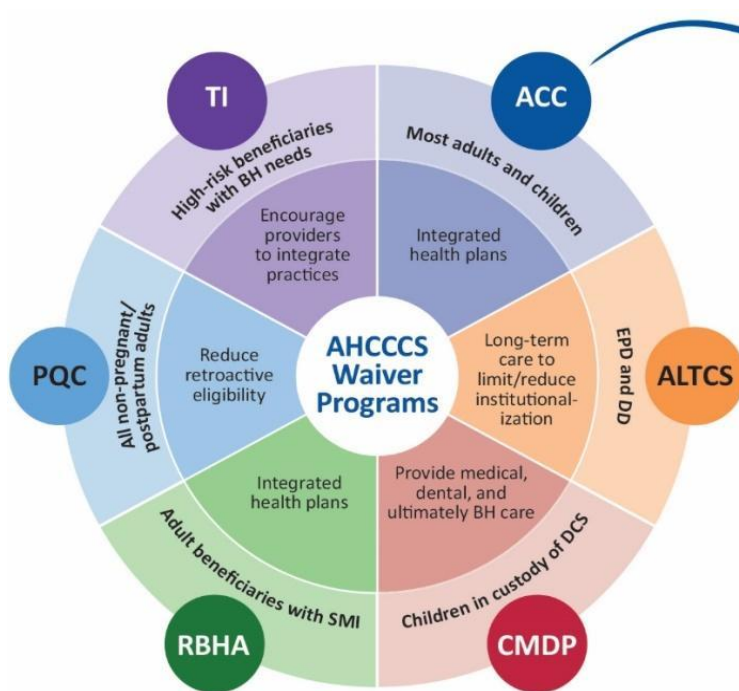 AHCCCS
Waiver
Programs
ACC
Most adults and children
Integrated
health plans
ALTCS
EPD and DD
Long-term
care to
limit/reduce
institutional-
ization
CMDP
Children in custody of DCS
Provide medical,
dental, and
ultimately BH care
RBHA
Adult beneficiaries with SMI
Integrated
health plans
PQC
All non-pregnant/
postpartum adults
Reduce
retroactive
eligibility
TI
High-risk beneficiaries
with BH needs
Encourage
providers
to integrate
practices